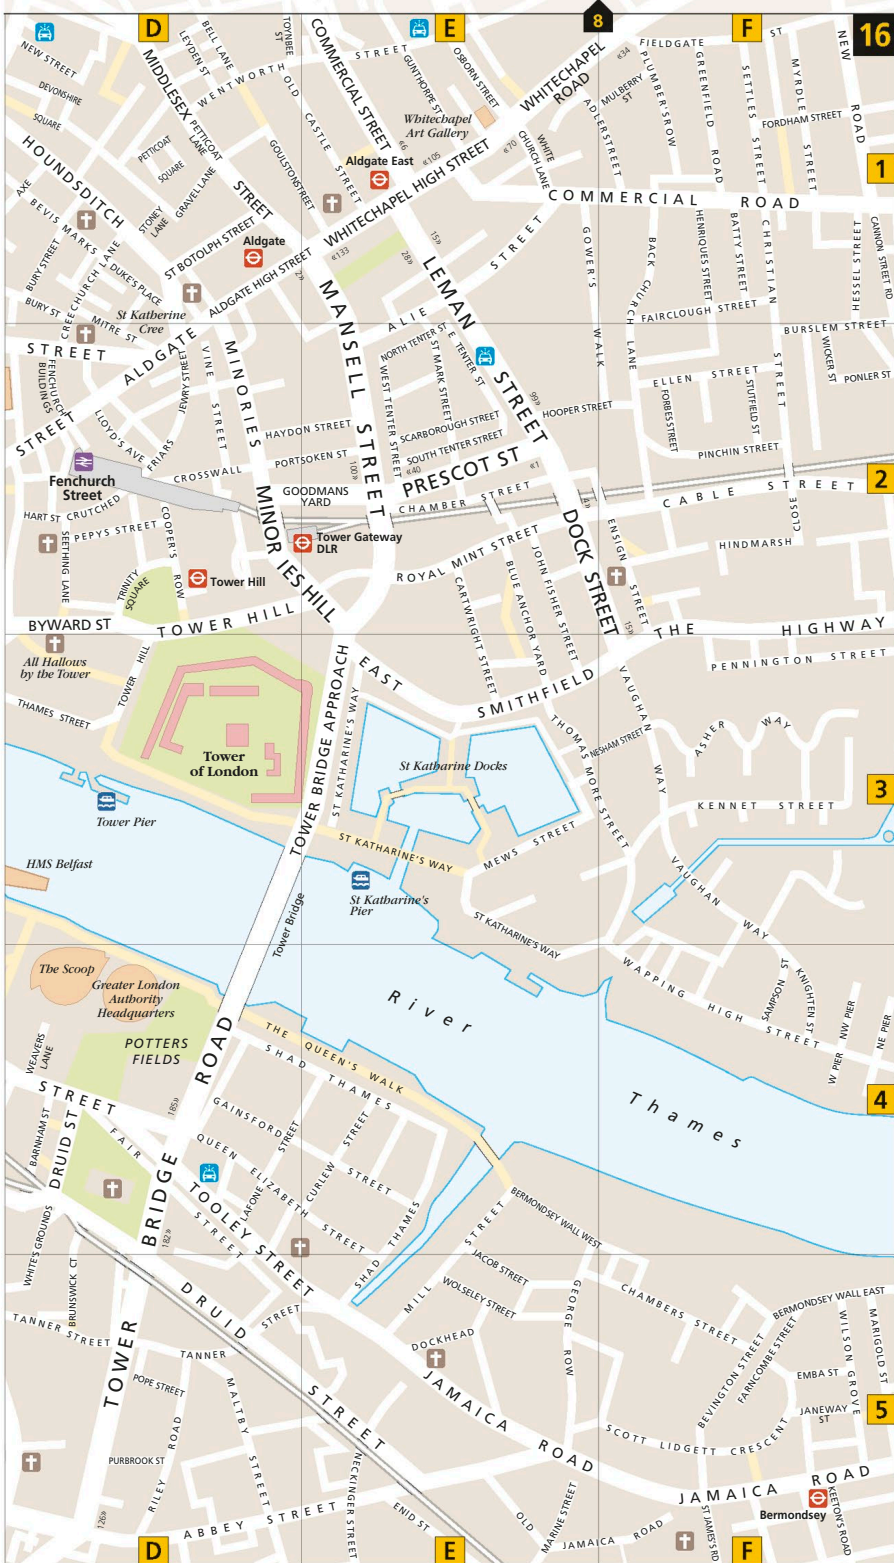 D
E
8
F
16
NEW STREET
DEVONSHIRE
SQUARE
MIDDLESEX
STREET
LEYDEN ST
BELL LANE
TOYNBEE
ST
WENTWORTH
STREET
OLD
CASTLE
STREET
COMMERCIAL STREET
GUNTHORPE ST
OSBORN STREET
Whitechapel
Art Gallery
WHITECHAPEL
ROAD
«34
FIELDGATE
ST
NEW
ROAD
PLUMBER'S ROW
GREENFIELD
ROAD
SETTLES
STREET
MYRDLE
STREET
MULBERRY
ST
ADLER STREET
FORDHAM STREET
1
HOUNDSDITCH
PETTICOAT
SQUARE
PETTICOAT
LANE
GOULSTON STREET
«6
«105
«70
Aldgate East
WHITE
CHURCH LANE
COMMERCIAL ROAD
AXE
BEVIS MARKS
STONEY
LANE
GRAVEL LANE
ST BOTOLPH STREET
Aldgate
WHITECHAPEL HIGH STREET
ALDGATE HIGH STREET
«133
2»
28»
15»
BURY STREET
CREECHURCH LANE
DUKE'S PLACE
BURY ST
MITRE ST
St Katherine
Cree
LEMAN
STREET
ALIE
STREET
GOWER'S
WALK
BACK
CHURCH LANE
HENRIQUES STREET
BATTY STREET
CHRISTIAN
STREET
HESSEL STREET
CANNON STREET RD
FAIRCLOUGH STREET
BURSLEM STREET
STREET
ALDGATE
FENCHURCH
BUILDINGS
JEWRY STREET
VINE
STREET
MINORIES
MANSELL
STREET
NORTH TENTER ST
E TENTER ST
ST MARK STREET
WEST TENTER STREET
WICKER ST
PONLER ST
ELLEN STREET
FORBES STREET
STUTFIELD ST
STREET
LLOYD'S AVE
FRIARS
HAYDON STREET
SCARBOROUGH STREET
SOUTH TENTER STREET
99»
HOOPER STREET
PINCHIN STREET
Fenchurch
Street
CROSSWALL
PORTSOKEN ST
100»
«40
PRESCOT ST
«1
2
GOODMANS
YARD
CHAMBER STREET
CABLE STREET
HART ST
CRUTCHED
PEPYS STREET
COOPER'S
ROW
SEETHING LANE
MINORIES HILL
Tower Gateway
DLR
ROYAL MINT STREET
DOCK STREET
ENSIGN
STREET
HINDMARSH
CLOSE
TRINITY
SQUARE
Tower Hill
CARTWRIGHT STREET
BLUE ANCHOR YARD
JOHN FISHER STREET
15»
BYWARD ST
TOWER HILL
THE HIGHWAY
All Hallows
by the Tower
TOWER HILL
EAST
SMITHFIELD
PENNINGTON STREET
THAMES STREET
Tower
of London
TOWER BRIDGE APPROACH
ST KATHARINE'S WAY
St Katharine Docks
THOMAS MORE STREET
NESHAM STREET
VAUGHAN
WAY
ASHER WAY
3
Tower Pier
KENNET STREET
ST KATHARINE'S WAY
MEWS STREET
HMS Belfast
St Katharine's
Pier
VAUGHAN WAY
Tower Bridge
ST KATHARINE'S WAY
The Scoop
Greater London
Authority
Headquarters
WAPPING HIGH STREET
SAMPSON ST
KNIGHTEN ST
W PIER
NW PIER
NE PIER
River
Thames
POTTERS
FIELDS
WEAVERS
LANE
THE QUEEN'S WALK
SHAD THAMES
4
STREET
BARNHAM ST
DRUID ST
FAIR
STREET
185»
ROAD
GAINSFORD
STREET
QUEEN ELIZABETH STREET
CURLEW STREET
LAFONE
STREET
BRIDGE
182»
TOOLEY STREET
SHAD THAMES
BERMONDSEY WALL WEST
WHITE'S GROUNDS
BRUNSWICK CT
DRUID
STREET
MILL
STREET
JACOB STREET
WOLSELEY STREET
GEORGE
ROW
CHAMBERS STREET
BERMONDSEY WALL EAST
TANNER STREET
TANNER
STREET
DOCKHEAD
BEVINGTON STREET
FARNCOMBE STREET
WILSON GROVE
MARIGOLD ST
EMBA ST
JANEWAY
ST
5
TOWER
POPE STREET
MALTBY
STREET
JAMAICA ROAD
SCOTT LIDGETT CRESCENT
PURBROOK ST
RILEY ROAD
NECKINGER STREET
ENID ST
ABBEY STREET
OLD
JAMAICA ROAD
MARINE STREET
JAMAICA ROAD
Bermondsey
ST JAMES'S RD
KEETON'S ROAD
126»
D
E
F